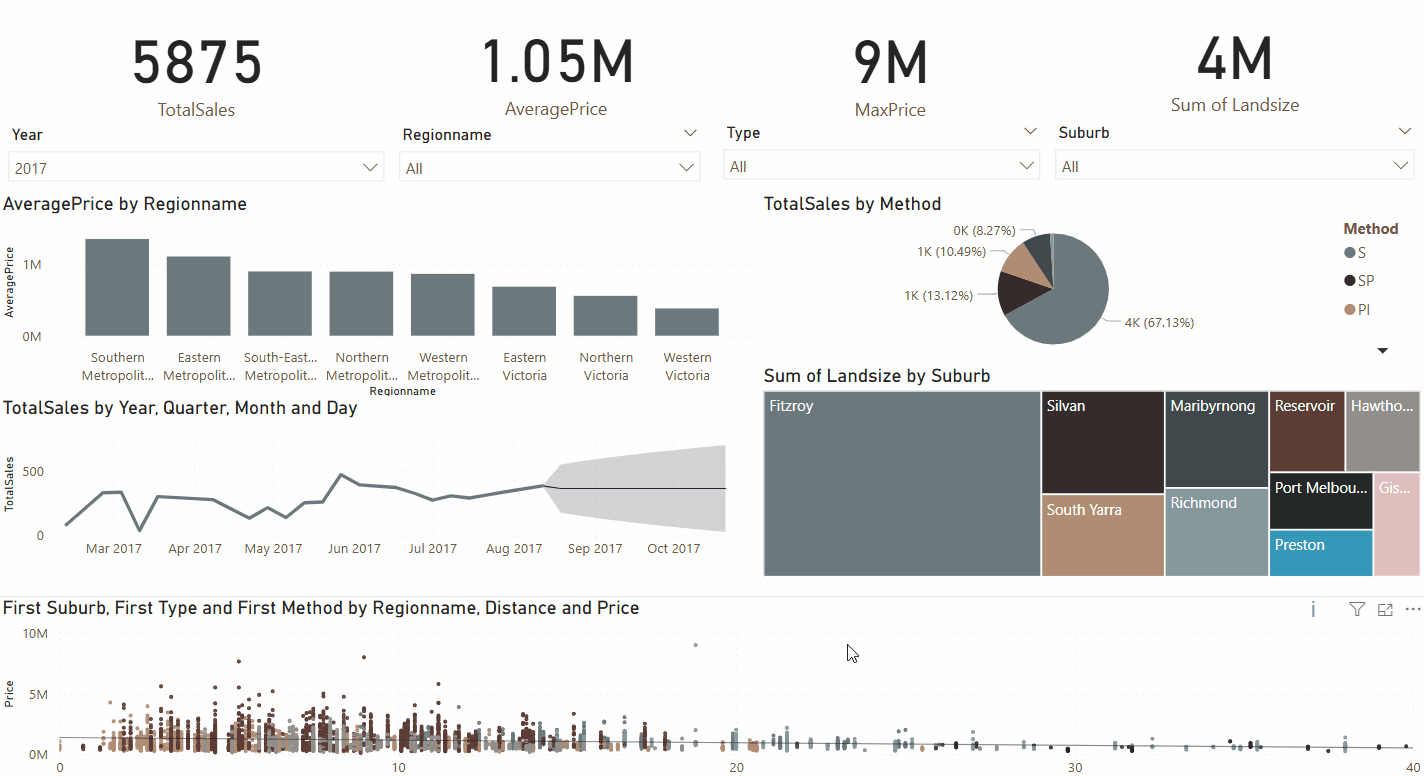 5875
TotalSales
1.05M
AveragePrice
9M
MaxPrice
4M
Sum of Landsize
Year
2017
Regionname
All
Type
All
Suburb
All
AveragePrice by Regionname
AveragePrice
1M
0M
Southern Metropolit...
Eastern Metropolit...
South-East... Metropolit...
Northern Metropolit...
Western Metropolit...
Eastern Victoria
Northern Victoria
Western Victoria
Regionname
TotalSales by Method
0K (8.27%)
1K (10.49%)
1K (13.12%)
4K (67.13%)
Method
S
SP
PI
TotalSales by Year, Quarter, Month and Day
TotalSales
500
0
Mar 2017
Apr 2017
May 2017
Jun 2017
Jul 2017
Aug 2017
Sep 2017
Oct 2017
Sum of Landsize by Suburb
Fitzroy
Silvan
South Yarra
Maribyrnong
Richmond
Reservoir
Hawtho...
Port Melbou...
Preston
Gis...
First Suburb, First Type and First Method by Regionname, Distance and Price
Price
10M
5M
0M
0
10
20
30
40